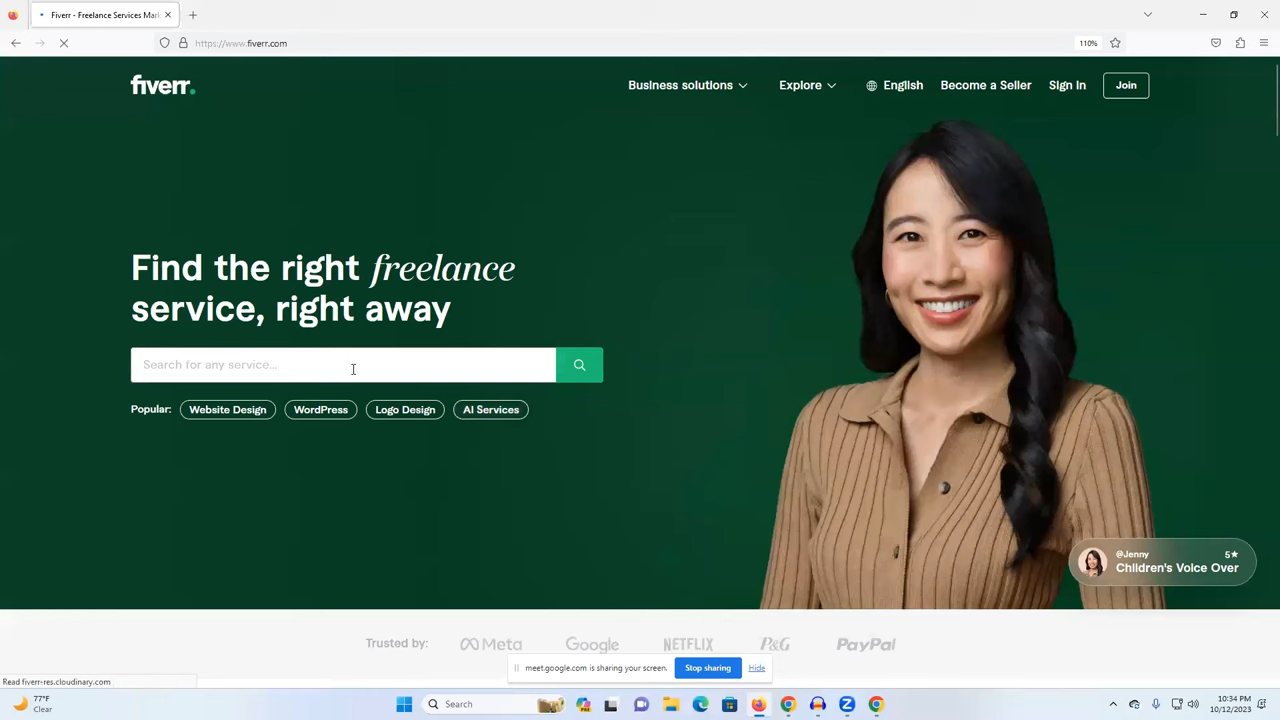 Fiverr - Freelance Services Mark
https://www.fiverr.com
110%
fiverr.
Business solutions
Explore
English
Become a Seller
Sign In
Join
Find the right freelance
service, right away
Search for any service...
Popular:
Website Design
WordPress
Logo Design
AI Services
@Jenny
5★
Children's Voice Over
Trusted by:
Meta
Google
NETFLIX
P&G
PayPal
meet.google.com is sharing your screen.
Stop sharing
Hide
Read fiverr-res.cloudinary.com
77°F
Clear
Search
10:34 PM
10/12/2023